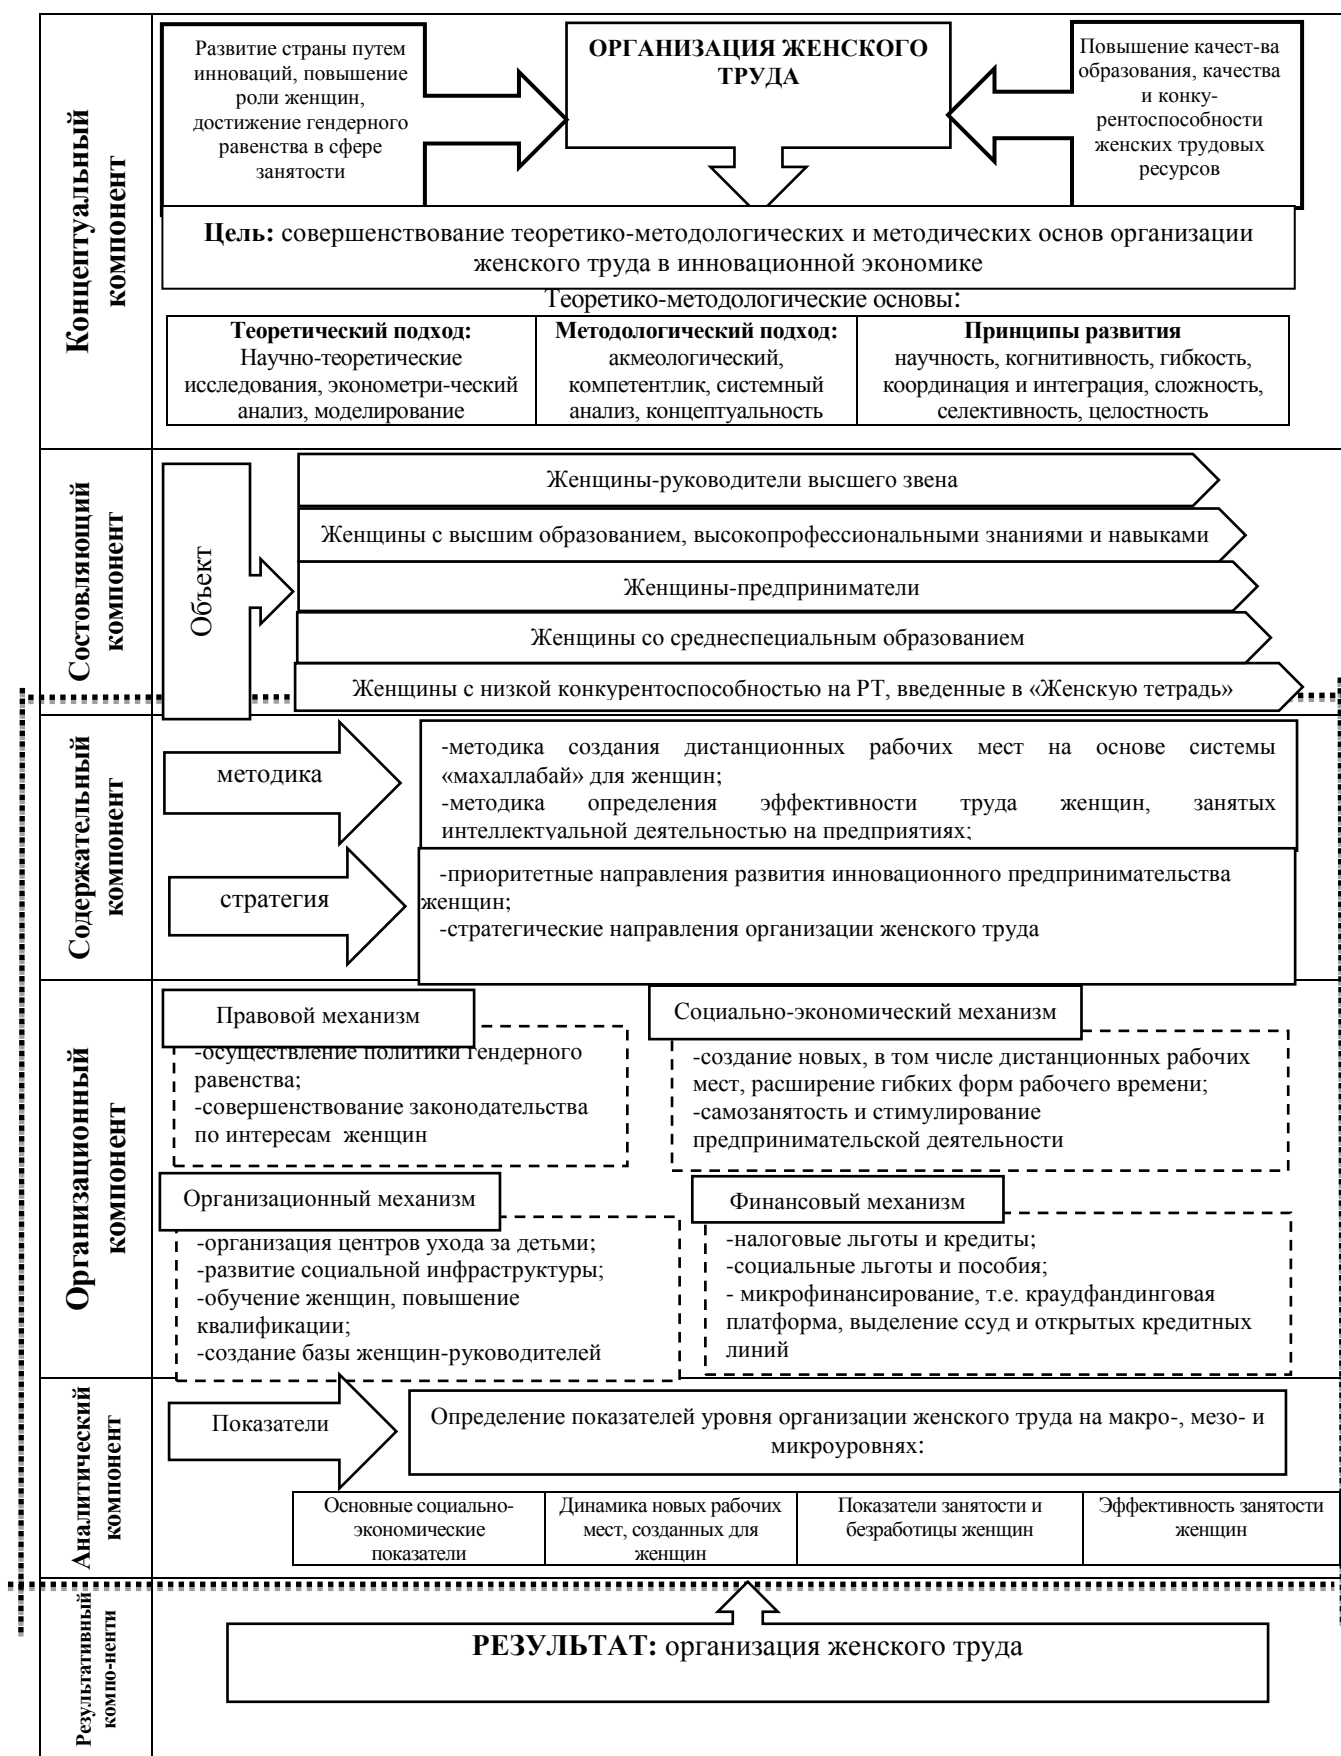 Концептуальный
компонент
Развитие страны путем
инноваций, повышение
роли женщин,
достижение гендерного
равенства в сфере
занятости
ОРГАНИЗАЦИЯ ЖЕНСКОГО
ТРУДА
Повышение качест-ва
образования, качества
и конку-
рентоспособности
женских трудовых
ресурсов
Цель: совершенствование теоретико-методологических и методических основ организации
женского труда в инновационной экономике
Теоретико-методологические основы:
Теоретический подход:
Научно-теоретические
исследования, эконометри-ческий
анализ, моделирование
Методологический подход:
акмеологический,
компетентлик, системный
анализ, концептуальность
Принципы развития
научность, когнитивность, гибкость,
координация и интеграция, сложность,
селективность, целостность
Состовляющий
компонент
Объект
Женщины-руководители высшего звена
Женщины с высшим образованием, высокопрофессиональными знаниями и навыками
Женщины-предприниматели
Женщины со среднеспециальным образованием
Женщины с низкой конкурентоспособностью на РТ, введенные в «Женскую тетрадь»
Содержательный
компонент
методика
-методика создания дистанционных рабочих мест на основе системы
«махаллабай» для женщин;
-методика определения эффективности труда женщин, занятых
интеллектуальной деятельностью на предприятиях;
стратегия
-приоритетные направления развития инновационного предпринимательства
женщин;
-стратегические направления организации женского труда
Организационный
компонент
Правовой механизм
-осуществление политики гендерного
равенства;
-совершенствование законодательства
по интересам женщин
Социально-экономический механизм
-создание новых, в том числе дистанционных рабочих
мест, расширение гибких форм рабочего времени;
-самозанятость и стимулирование
предпринимательской деятельности
Организационный механизм
-организация центров ухода за детьми;
-развитие социальной инфраструктуры;
-обучение женщин, повышение
квалификации;
-создание базы женщин-руководителей
Финансовый механизм
-налоговые льготы и кредиты;
-социальные льготы и пособия;
- микрофинансирование, т.е. краудфандинговая
платформа, выделение ссуд и открытых кредитных
линий
Аналитический
компонент
Показатели
Определение показателей уровня организации женского труда на макро-, мезо- и
микроуровнях:
Основные социально-
экономические
показатели
Динамика новых рабочих
мест, созданных для
женщин
Показатели занятости и
безработицы женщин
Эффективность занятости
женщин
Результативный
компо-ненти
РЕЗУЛЬТАТ: организация женского труда